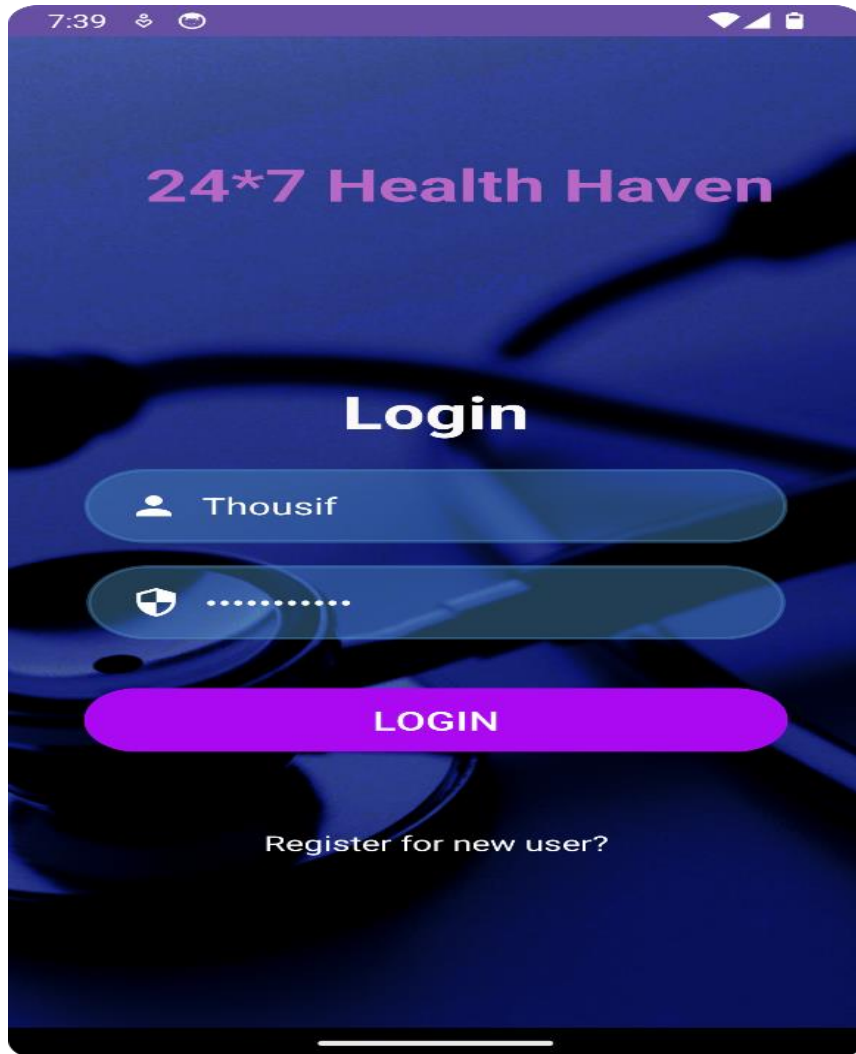 7:39
24*7 Health Haven
Login
Thousif
•••••••••••
LOGIN
Register for new user?